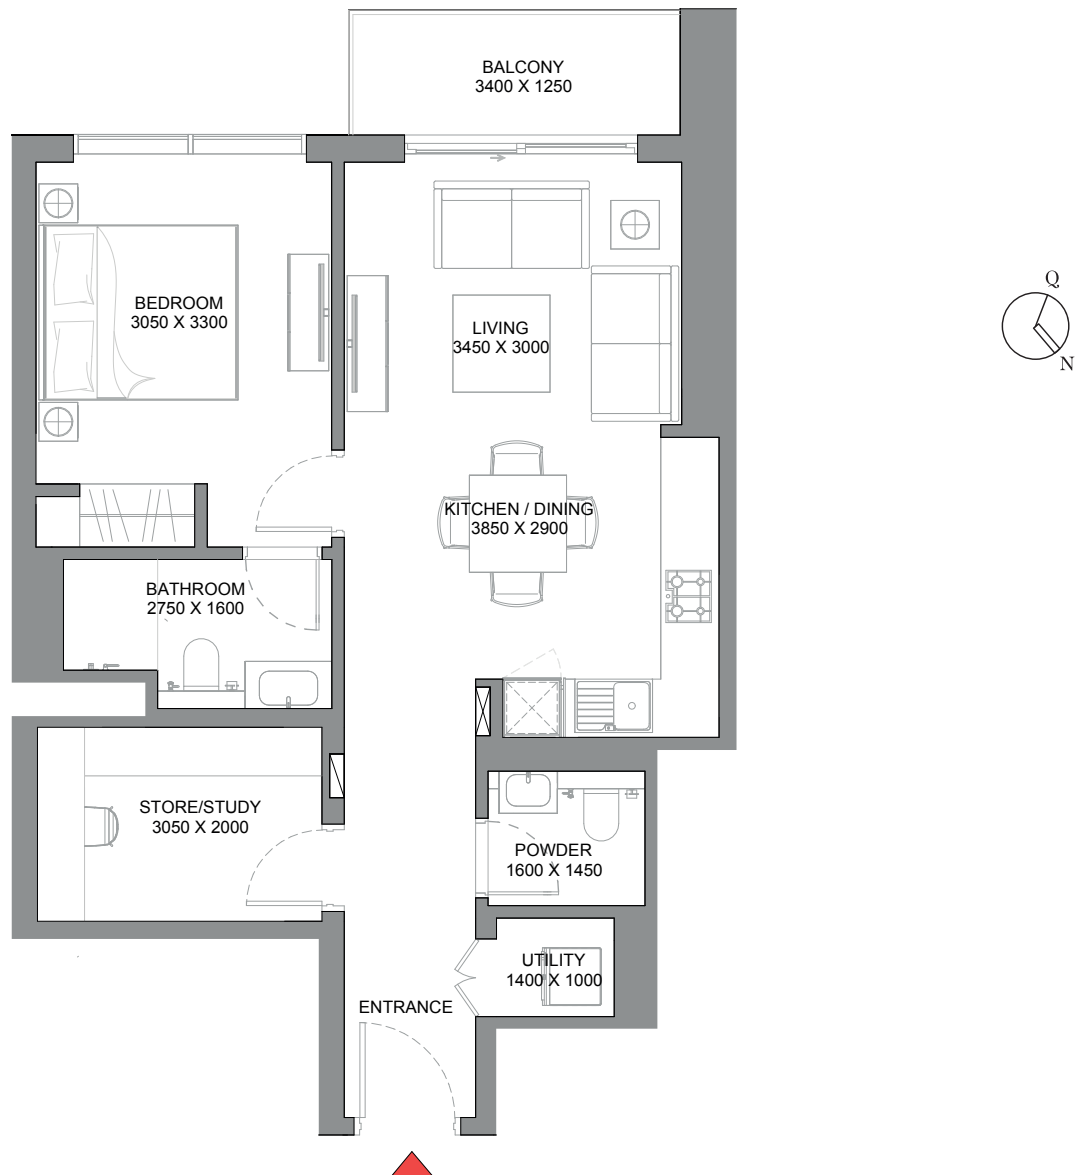 BALCONY
3400 X 1250
BEDROOM
3050 X 3300
LIVING
3450 X 3000
Q
N
KITCHEN / DINING
3850 X 2900
BATHROOM
2750 X 1600
STORE/STUDY
3050 X 2000
POWDER
1600 X 1450
UTILITY
1400 X 1000
ENTRANCE